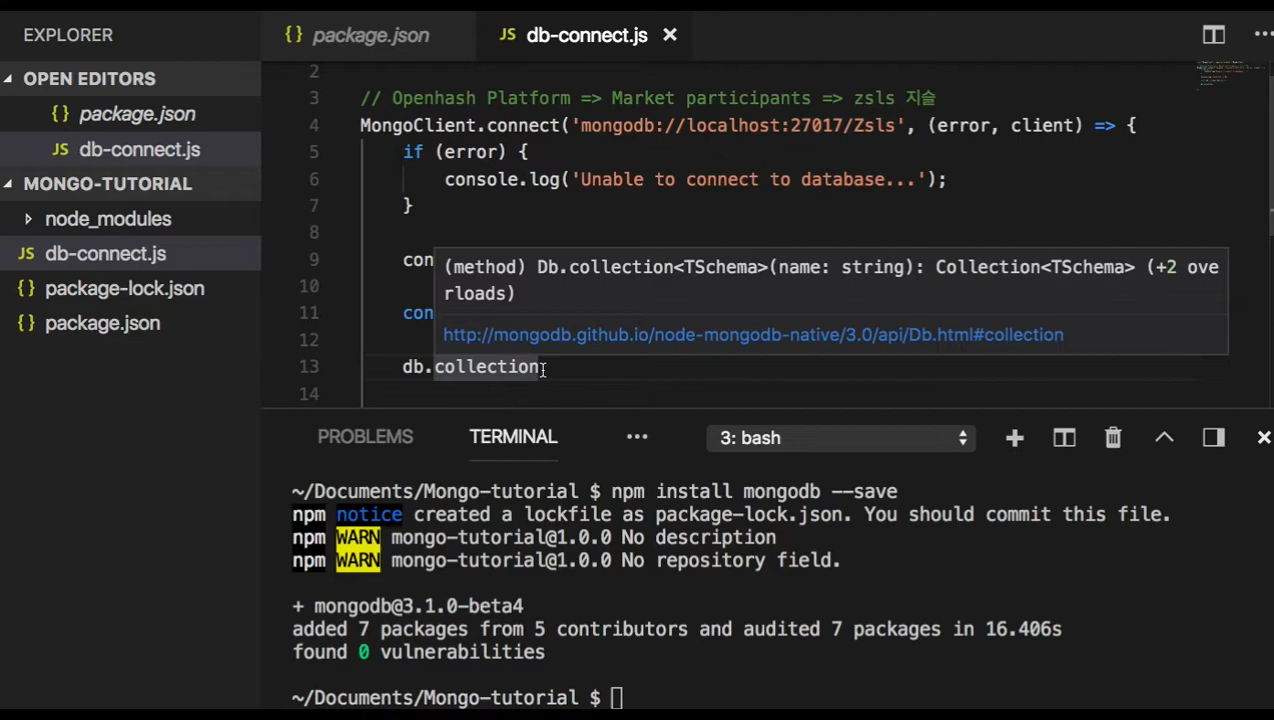 EXPLORER
{} package.json
JS db-connect.js
OPEN EDITORS
{} package.json
JS db-connect.js
MONGO-TUTORIAL
node_modules
JS db-connect.js
{} package-lock.json
{} package.json
2
3 // Openhash Platform => Market participants => zsls 지슬
4 MongoClient.connect('mongodb://localhost:27017/Zsls', (error, client) => {
5 if (error) {
6 console.log('Unable to connect to database...');
7 }
8
9 con
10
11 con
12
13 db.collection
14
(method) Db.collection<TSchema>(name: string): Collection<TSchema> (+2 ove
rloads)
http://mongodb.github.io/node-mongodb-native/3.0/api/Db.html#collection
PROBLEMS TERMINAL ... 3: bash
~/Documents/Mongo-tutorial $ npm install mongodb --save
npm notice created a lockfile as package-lock.json. You should commit this file.
npm WARN mongo-tutorial@1.0.0 No description
npm WARN mongo-tutorial@1.0.0 No repository field.
+ mongodb@3.1.0-beta4
added 7 packages from 5 contributors and audited 7 packages in 16.406s
found 0 vulnerabilities
~/Documents/Mongo-tutorial $